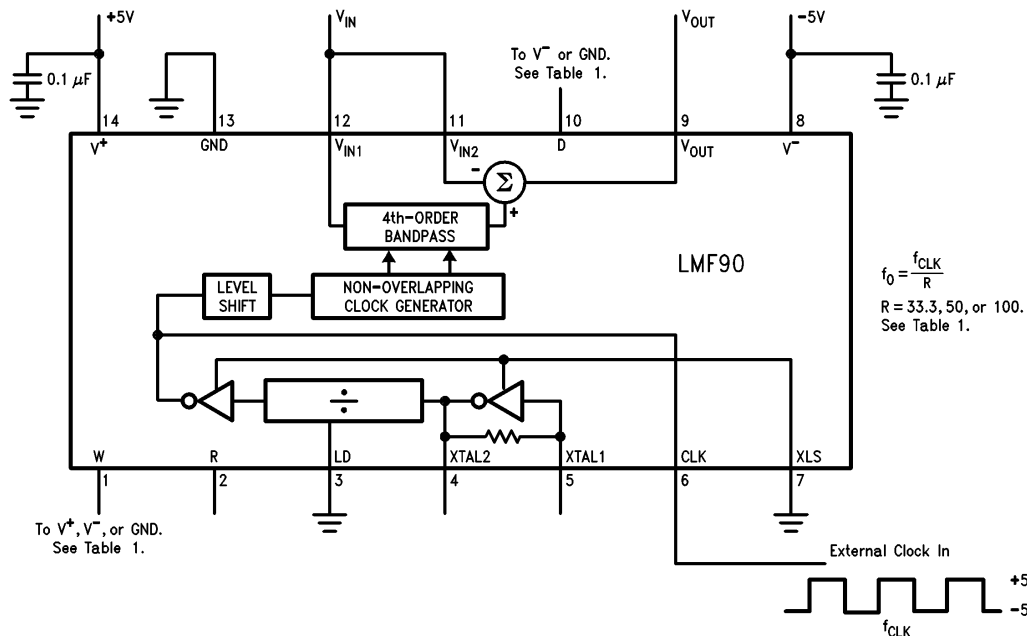 +5V
V_IN
V_OUT
-5V
0.1 μF
To V⁻ or GND.
See Table 1.
0.1 μF
14
13
12
11
10
9
8
V⁺
GND
V_IN1
V_IN2
D
V_OUT
V⁻
-
Σ
+
4th-ORDER
BANDPASS
LMF90
LEVEL
SHIFT
NON-OVERLAPPING
CLOCK GENERATOR
f₀ = f_CLK / R
R = 33.3, 50, or 100.
See Table 1.
÷
W
R
LD
XTAL2
XTAL1
CLK
XLS
1
2
3
4
5
6
7
To V⁺, V⁻, or GND.
See Table 1.
External Clock In
+5
-5
f_CLK